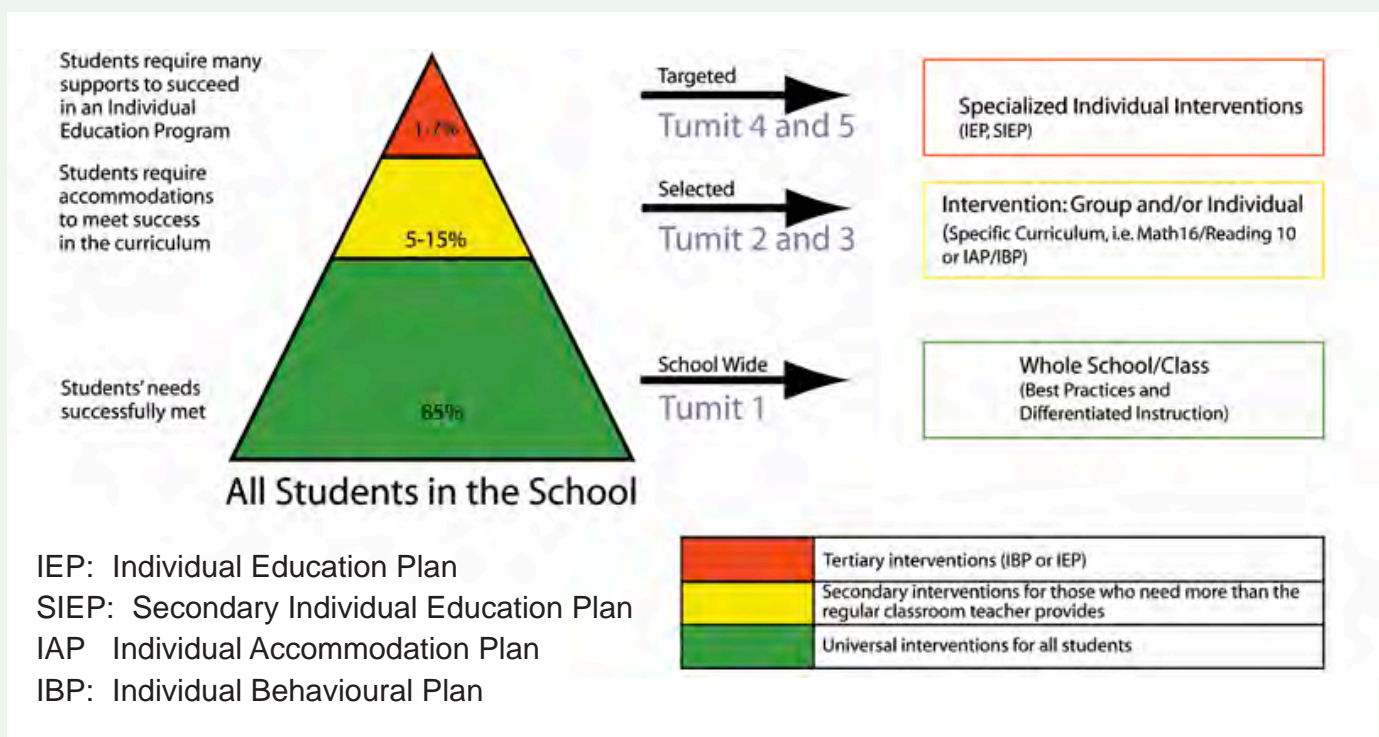 Students require many
supports to succeed
in an Individual
Education Program
1-7%
Targeted
Tumit 4 and 5
Specialized Individual Interventions
(IEP, SIEP)
Students require
accommodations
to meet success
in the curriculum
5-15%
Selected
Tumit 2 and 3
Intervention: Group and/or Individual
(Specific Curriculum, i.e. Math16/Reading 10
or IAP/IBP)
Students' needs
successfully met
85%
School Wide
Tumit 1
Whole School/Class
(Best Practices and
Differentiated Instruction)
All Students in the School
IEP: Individual Education Plan
SIEP: Secondary Individual Education Plan
IAP Individual Accommodation Plan
IBP: Individual Behavioural Plan
Tertiary interventions (IBP or IEP)
Secondary interventions for those who need more than the
regular classroom teacher provides
Universal interventions for all students